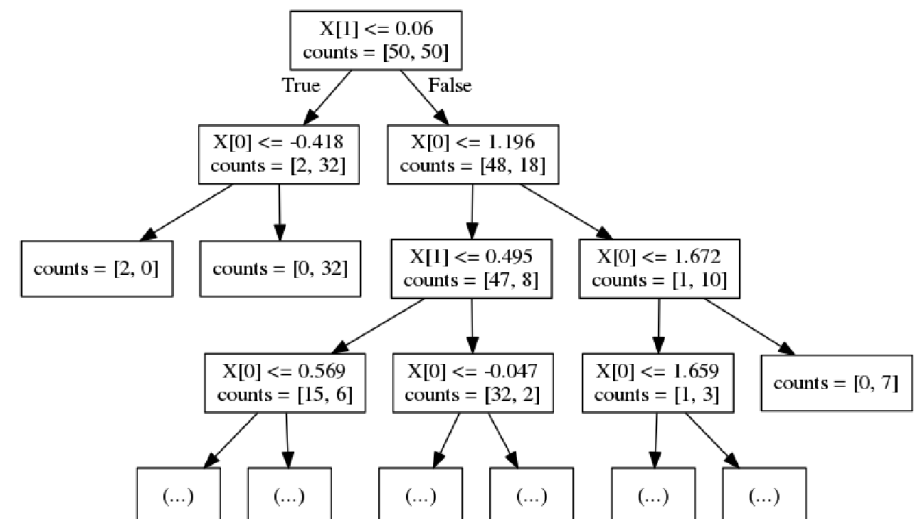 X[1] <= 0.06
counts = [50, 50]
True
False
X[0] <= -0.418
counts = [2, 32]
X[0] <= 1.196
counts = [48, 18]
counts = [2, 0]
counts = [0, 32]
X[1] <= 0.495
counts = [47, 8]
X[0] <= 1.672
counts = [1, 10]
X[0] <= 0.569
counts = [15, 6]
X[0] <= -0.047
counts = [32, 2]
X[0] <= 1.659
counts = [1, 3]
counts = [0, 7]
(...)
(...)
(...)
(...)
(...)
(...)